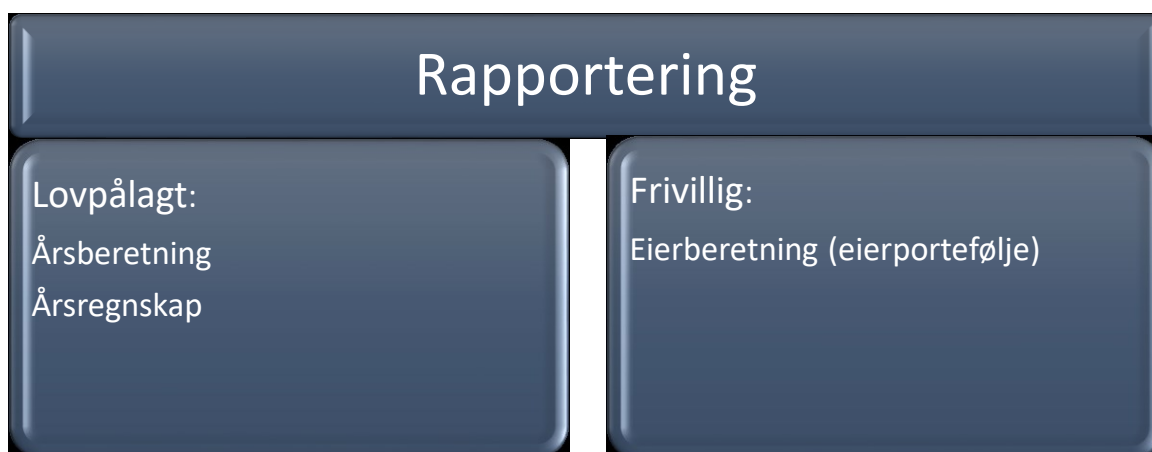 Rapportering
Lovpålagt:
Årsberetning
Årsregnskap
Frivillig:
Eierberetning (eierportefølje)